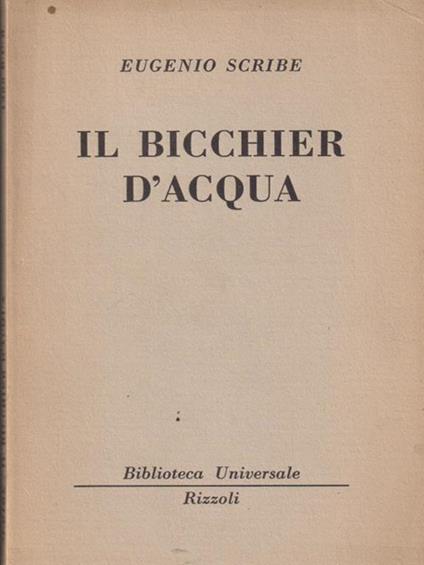 EUGENIO SCRIBE
IL BICCHIER
D'ACQUA
Biblioteca Universale
Rizzoli